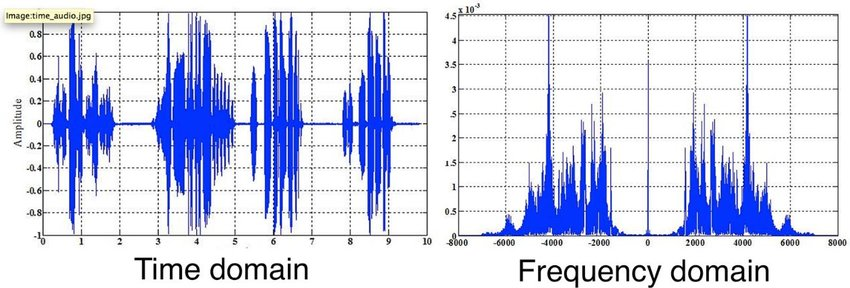 Image:time_audio.jpg
0.8
0.6
0.4
0.2
0
-0.2
-0.4
-0.6
-0.8
-1
Amplitude
0 1 2 3 4 5 6 7 8 9 10
Time domain
4.5 x 10 -3
4
3.5
3
2.5
2
1.5
1
0.5
-8000 -6000 -4000 -2000 0 2000 4000 6000 8000
Frequency domain